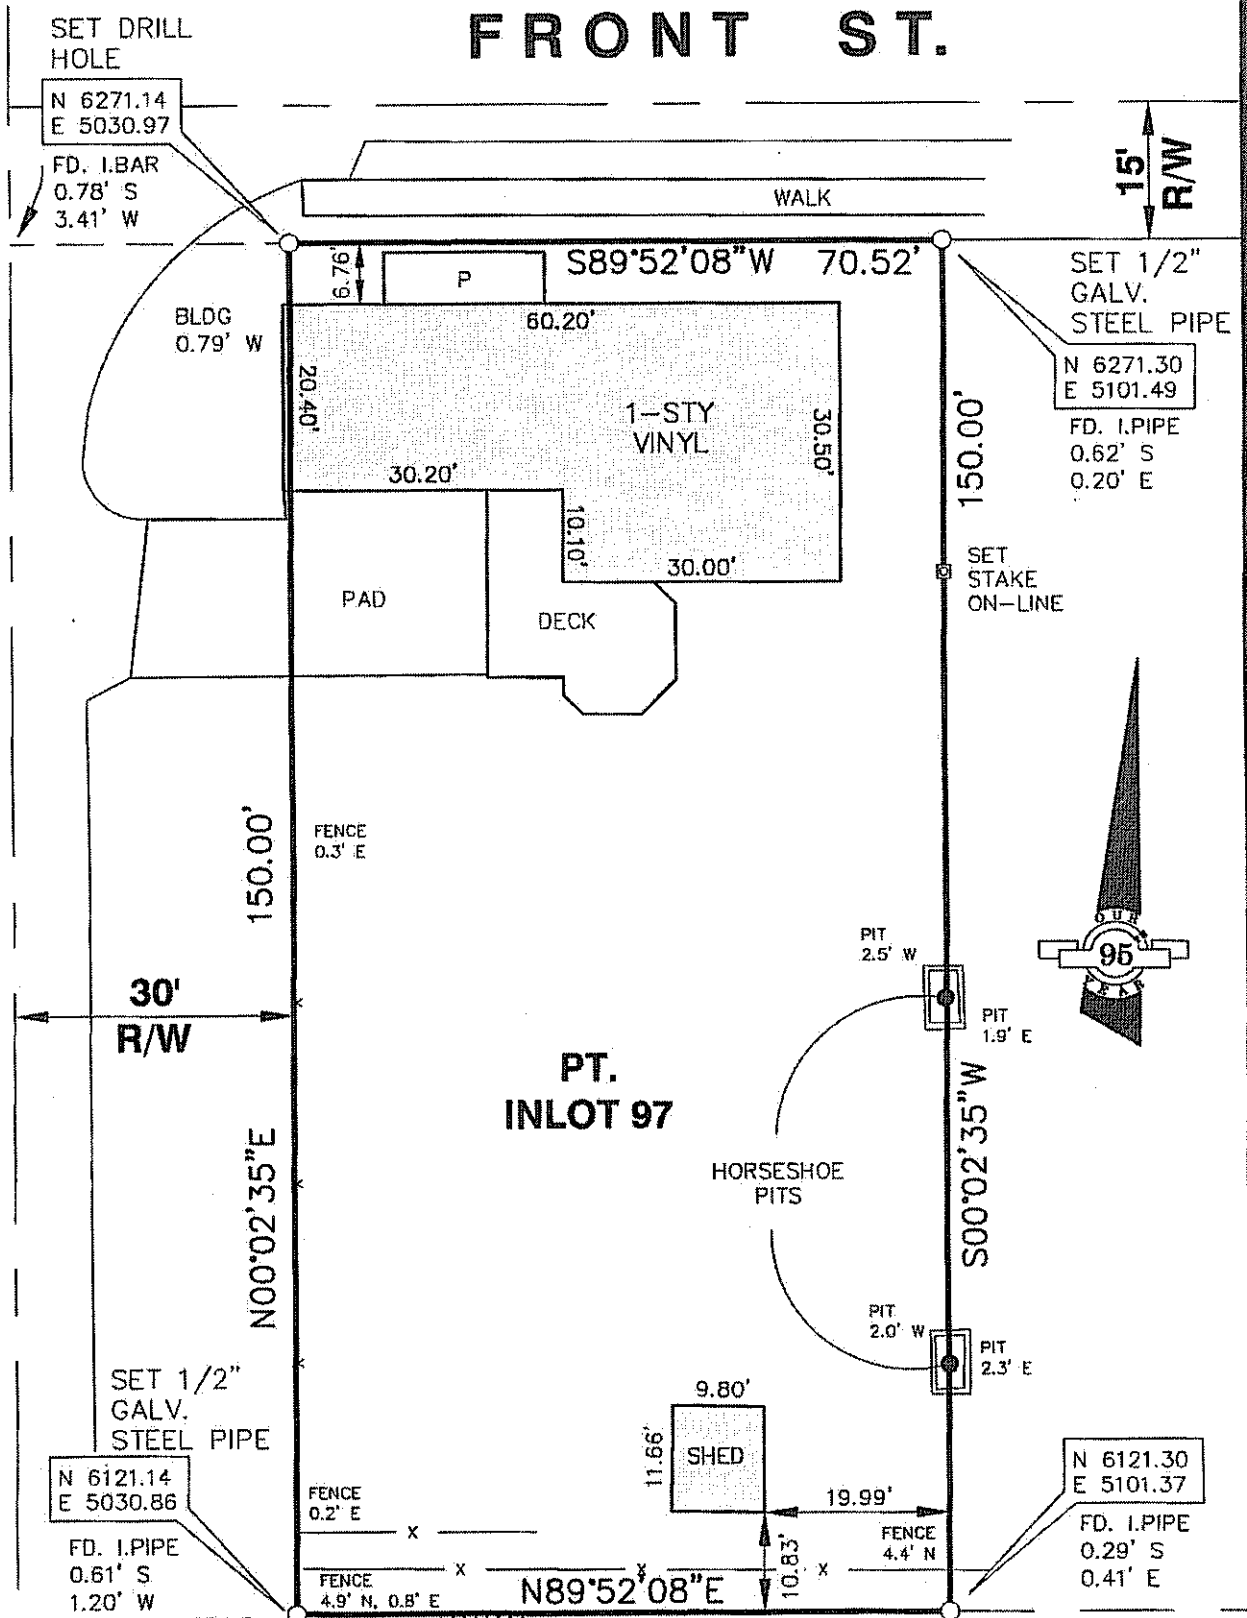 FRONT ST.
SET DRILL
HOLE
N 6271.14
E 5030.97
FD. I.BAR
0.78' S
3.41' W
15'
R/W
WALK
S89°52'08"W 70.52'
6.76'
P
SET 1/2"
GALV.
STEEL PIPE
N 6271.30
E 5101.49
FD. I.PIPE
0.62' S
0.20' E
BLDG
0.79' W
60.20'
20.40'
1-STY
VINYL
30.50'
150.00'
30.20'
10.10'
30.00'
SET
STAKE
ON-LINE
PAD
DECK
150.00'
FENCE
0.3' E
OUR
95
YEAR
PIT
2.5' W
PIT
1.9' E
30'
R/W
PT.
INLOT 97
S00°02'35"W
N00°02'35"E
HORSESHOE
PITS
PIT
2.0' W
PIT
2.3' E
SET 1/2"
GALV.
STEEL PIPE
N 6121.14
E 5030.86
FD. I.PIPE
0.61' S
1.20' W
9.80'
11.66'
SHED
19.99'
10.83'
FENCE
0.2' E
x
FENCE
4.4' N
x
x
x
FENCE
4.9' N, 0.8' E
N89°52'08"E
N 6121.30
E 5101.37
FD. I.PIPE
0.29' S
0.41' E